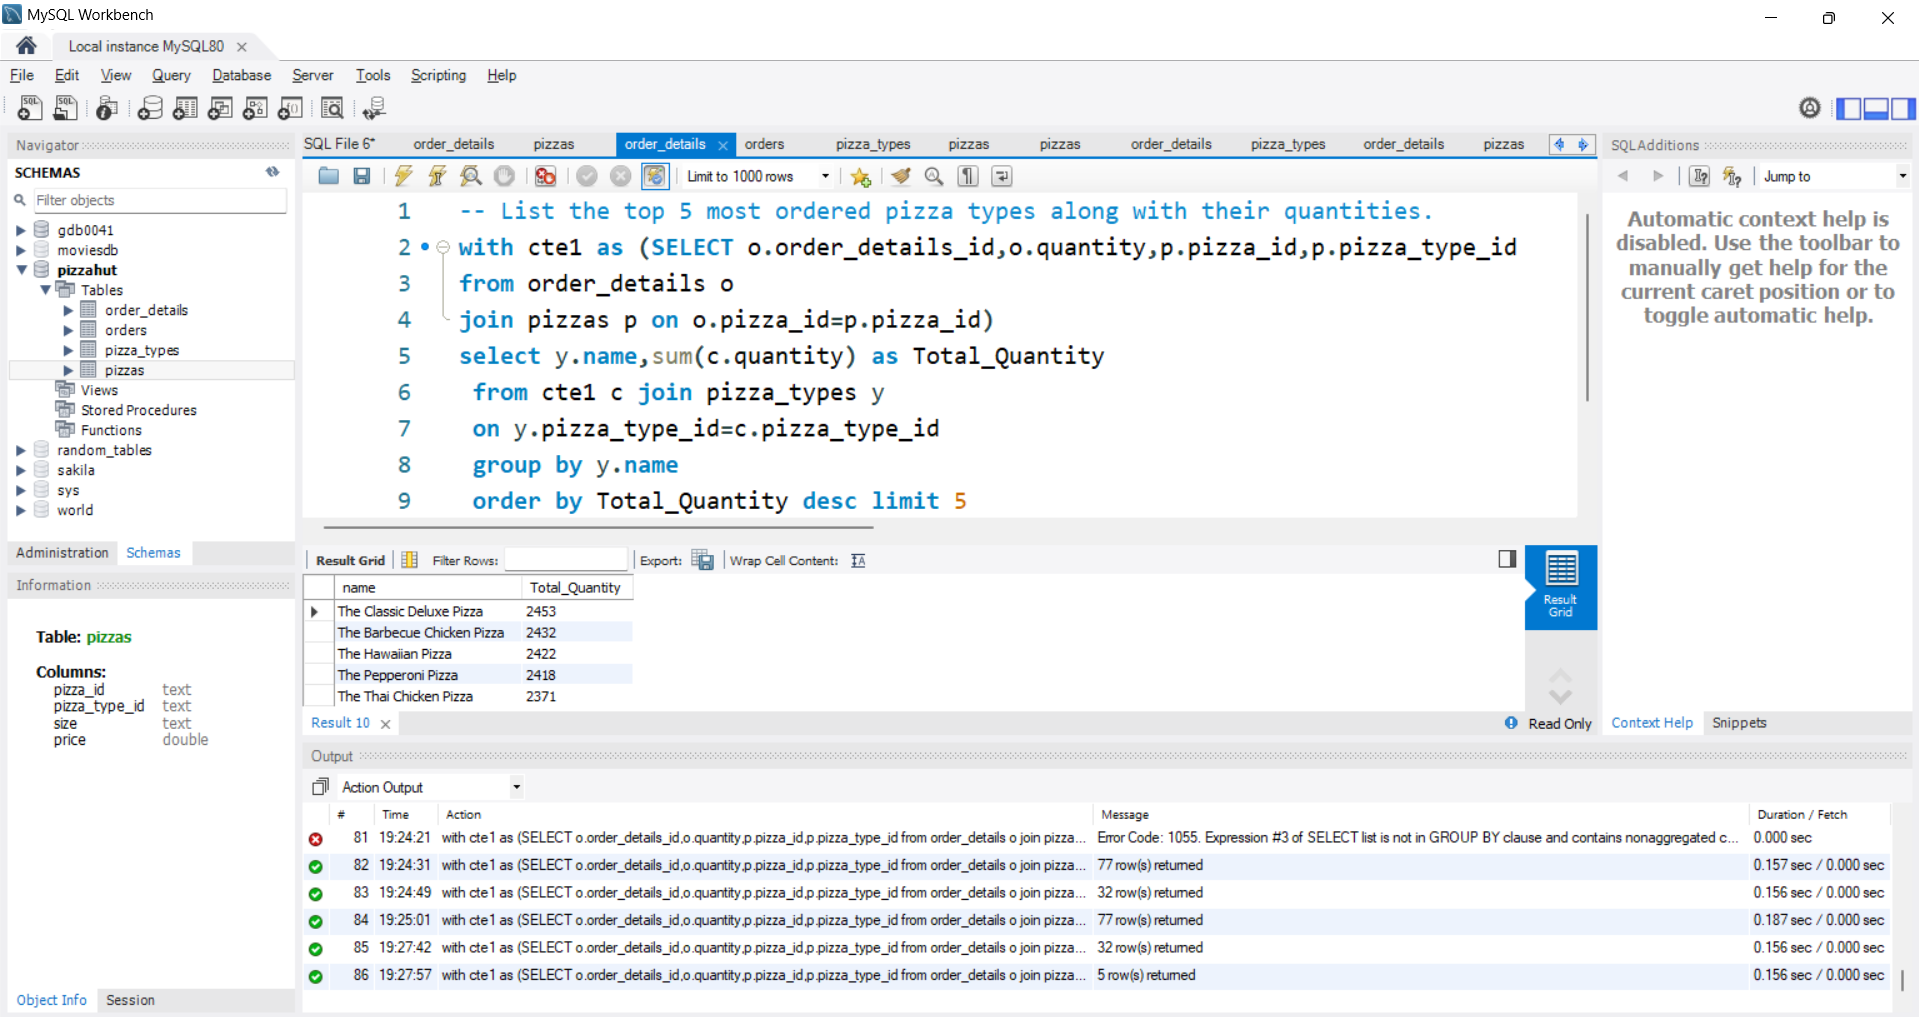 MySQL Workbench
Local instance MySQL80
File Edit View Query Database Server Tools Scripting Help
Navigator
SCHEMAS
Filter objects
gdb0041
moviesdb
pizzahut
Tables
order_details
orders
pizza_types
pizzas
Views
Stored Procedures
Functions
random_tables
sakila
sys
world
Administration Schemas
Information
Table: pizzas
Columns:
pizza_id text
pizza_type_id text
size text
price double
Object Info Session
SQL File 6* order_details pizzas order_details orders pizza_types pizzas pizzas order_details pizza_types order_details pizzas
Limit to 1000 rows
1 -- List the top 5 most ordered pizza types along with their quantities.
2 with cte1 as (SELECT o.order_details_id,o.quantity,p.pizza_id,p.pizza_type_id
3 from order_details o
4 join pizzas p on o.pizza_id=p.pizza_id)
5 select y.name,sum(c.quantity) as Total_Quantity
6 from cte1 c join pizza_types y
7 on y.pizza_type_id=c.pizza_type_id
8 group by y.name
9 order by Total_Quantity desc limit 5
Result Grid Filter Rows: Export: Wrap Cell Content:
name Total_Quantity
The Classic Deluxe Pizza 2453
The Barbecue Chicken Pizza 2432
The Hawaiian Pizza 2422
The Pepperoni Pizza 2418
The Thai Chicken Pizza 2371
Result Grid
Result 10
Read Only
SQLAdditions
Jump to
Automatic context help is
disabled. Use the toolbar to
manually get help for the
current caret position or to
toggle automatic help.
Context Help Snippets
Output
Action Output
# Time Action Message Duration / Fetch
81 19:24:21 with cte1 as (SELECT o.order_details_id,o.quantity,p.pizza_id,p.pizza_type_id from order_details o join pizza... Error Code: 1055. Expression #3 of SELECT list is not in GROUP BY clause and contains nonaggregated c... 0.000 sec
82 19:24:31 with cte1 as (SELECT o.order_details_id,o.quantity,p.pizza_id,p.pizza_type_id from order_details o join pizza... 77 row(s) returned 0.157 sec / 0.000 sec
83 19:24:49 with cte1 as (SELECT o.order_details_id,o.quantity,p.pizza_id,p.pizza_type_id from order_details o join pizza... 32 row(s) returned 0.156 sec / 0.000 sec
84 19:25:01 with cte1 as (SELECT o.order_details_id,o.quantity,p.pizza_id,p.pizza_type_id from order_details o join pizza... 77 row(s) returned 0.187 sec / 0.000 sec
85 19:27:42 with cte1 as (SELECT o.order_details_id,o.quantity,p.pizza_id,p.pizza_type_id from order_details o join pizza... 32 row(s) returned 0.156 sec / 0.000 sec
86 19:27:57 with cte1 as (SELECT o.order_details_id,o.quantity,p.pizza_id,p.pizza_type_id from order_details o join pizza... 5 row(s) returned 0.156 sec / 0.000 sec